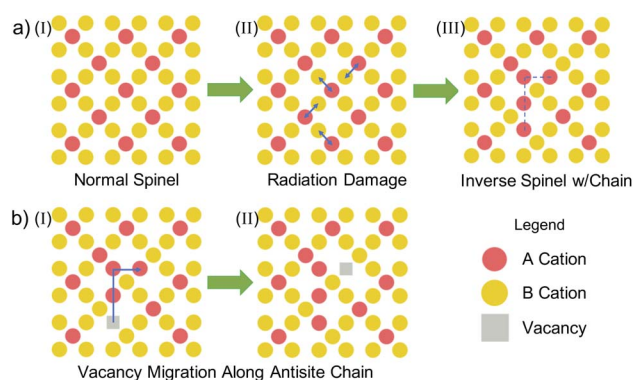 a) (I)
(II)
(III)
Normal Spinel
Radiation Damage
Inverse Spinel w/Chain
b) (I)
(II)
Vacancy Migration Along Antisite Chain
Legend
A Cation
B Cation
Vacancy